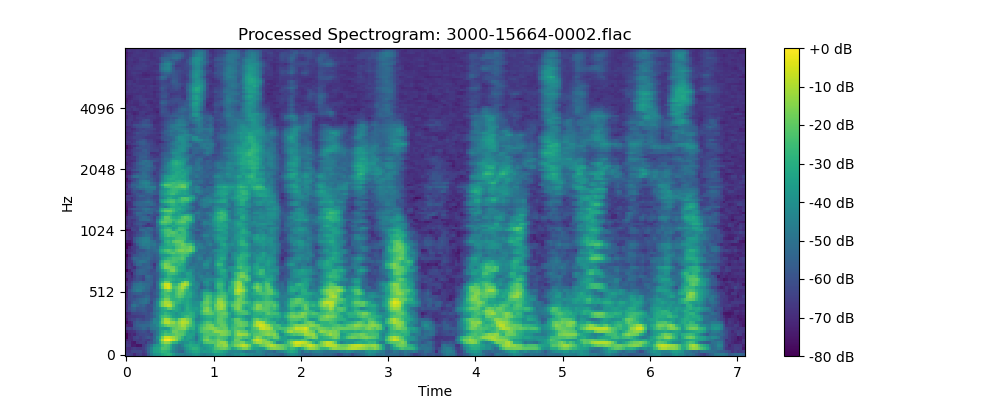 Processed Spectrogram: 3000-15664-0002.flac
Hz
4096
2048
1024
512
0
0 1 2 3 4 5 6 7
Time
+0 dB
-10 dB
-20 dB
-30 dB
-40 dB
-50 dB
-60 dB
-70 dB
-80 dB